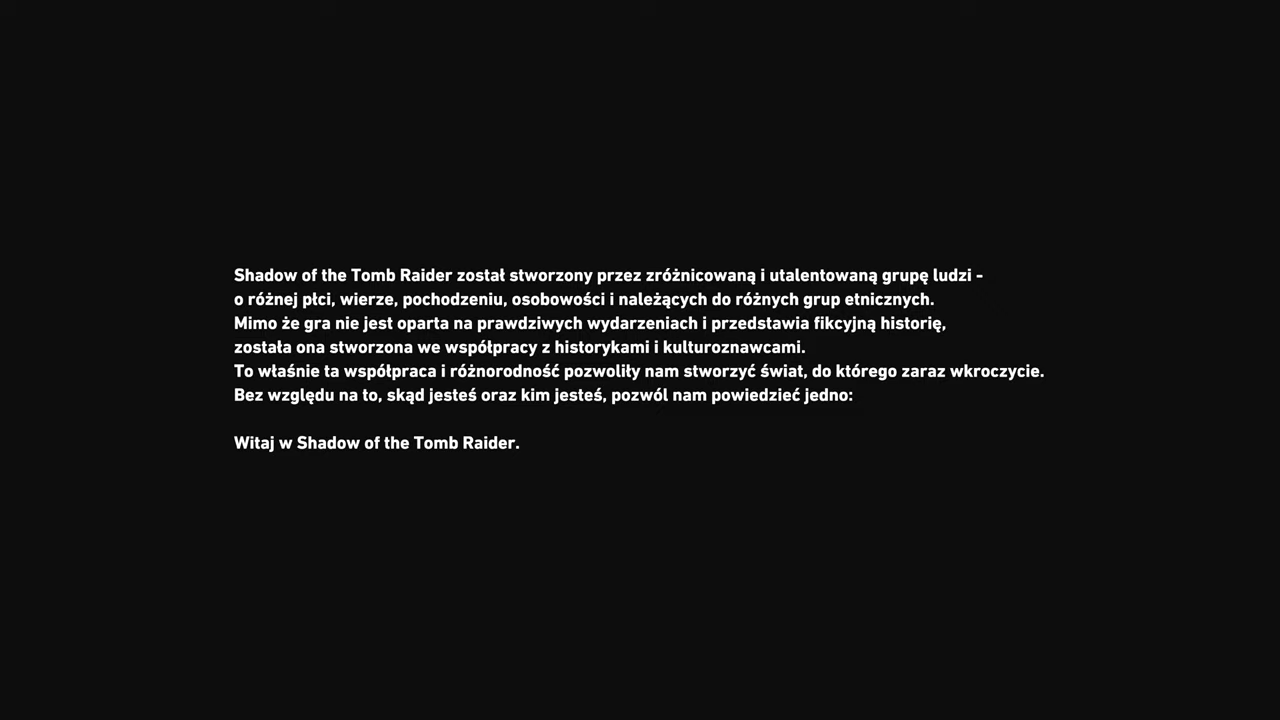 Shadow of the Tomb Raider został stworzony przez zróżnicowaną i utalentowaną grupę ludzi -
o różnej płci, wierze, pochodzeniu, osobowości i należących do różnych grup etnicznych.
Mimo że gra nie jest oparta na prawdziwych wydarzeniach i przedstawia fikcyjną historię,
została ona stworzona we współpracy z historykami i kulturoznawcami.
To właśnie ta współpraca i różnorodność pozwoliły nam stworzyć świat, do którego zaraz wkroczycie.
Bez względu na to, skąd jesteś oraz kim jesteś, pozwól nam powiedzieć jedno:
Witaj w Shadow of the Tomb Raider.